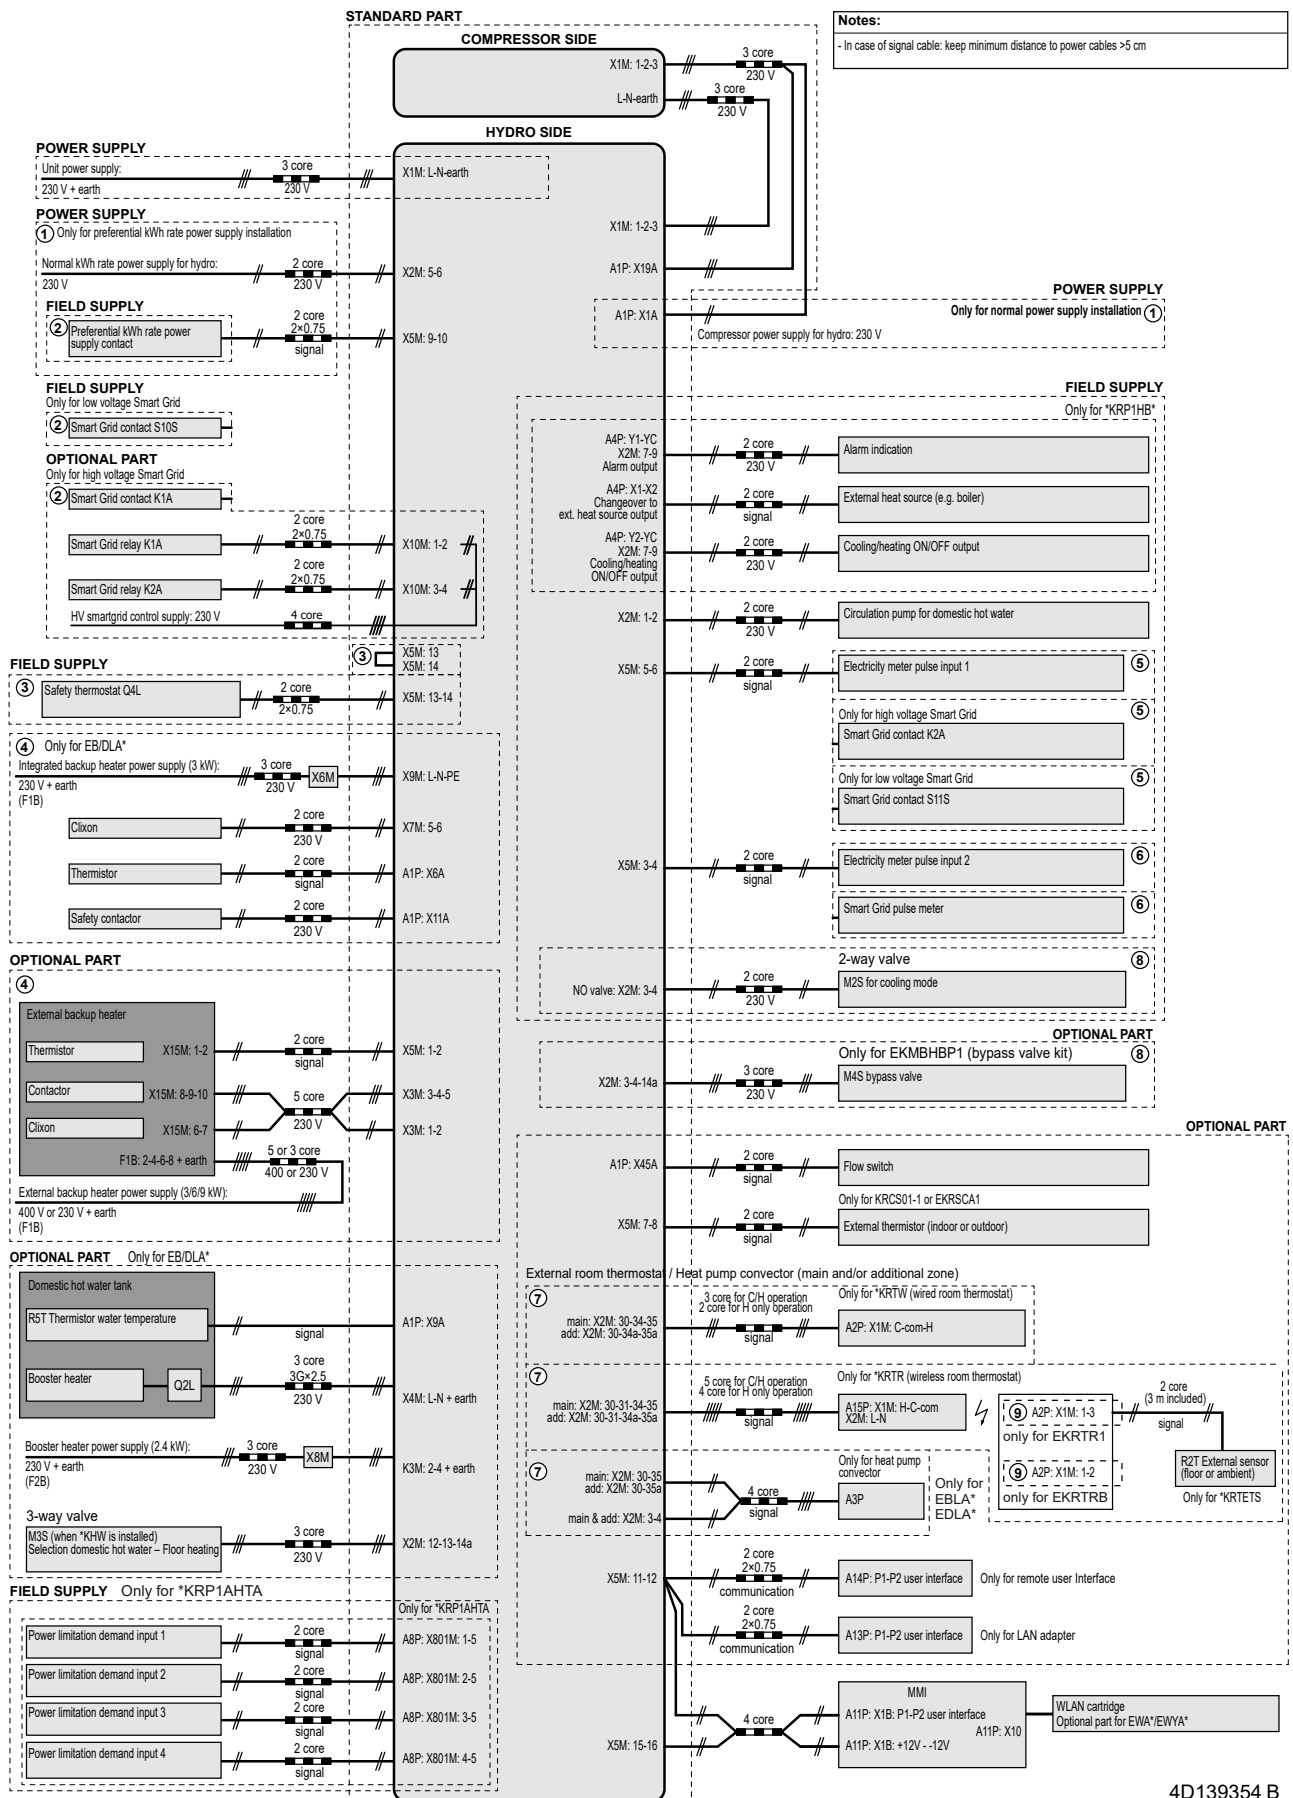 STANDARD PART
COMPRESSOR SIDE
X1M: 1-2-3
3 core
230 V
L-N-earth
3 core
230 V
Notes:
- In case of signal cable: keep minimum distance to power cables >5 cm
HYDRO SIDE
POWER SUPPLY
Unit power supply:
230 V + earth
3 core
230 V
X1M: L-N-earth
POWER SUPPLY
① Only for preferential kWh rate power supply installation
Normal kWh rate power supply for hydro:
230 V
2 core
230 V
X2M: 5-6
FIELD SUPPLY
② Preferential kWh rate power
supply contact
2 core
2×0.75
signal
X5M: 9-10
X1M: 1-2-3
A1P: X19A
A1P: X1A
POWER SUPPLY
Only for normal power supply installation ①
Compressor power supply for hydro: 230 V
FIELD SUPPLY
Only for low voltage Smart Grid
② Smart Grid contact S10S
OPTIONAL PART
Only for high voltage Smart Grid
② Smart Grid contact K1A
Smart Grid relay K1A
2 core
2×0.75
X10M: 1-2
Smart Grid relay K2A
2 core
2×0.75
X10M: 3-4
HV smartgrid control supply: 230 V
4 core
③ X5M: 13
X5M: 14
FIELD SUPPLY
③ Safety thermostat Q4L
2 core
2×0.75
X5M: 13-14
④ Only for EB/DLA*
Integrated backup heater power supply (3 kW):
230 V + earth
(F1B)
3 core
230 V
X6M
X9M: L-N-PE
Clixon
2 core
230 V
X7M: 5-6
Thermistor
2 core
signal
A1P: X6A
Safety contactor
2 core
230 V
A1P: X11A
OPTIONAL PART
④
External backup heater
Thermistor
X15M: 1-2
2 core
signal
X5M: 1-2
Contactor
X15M: 8-9-10
5 core
230 V
X3M: 3-4-5
Clixon
X15M: 6-7
X3M: 1-2
F1B: 2-4-6-8 + earth
5 or 3 core
400 or 230 V
External backup heater power supply (3/6/9 kW):
400 V or 230 V + earth
(F1B)
OPTIONAL PART Only for EB/DLA*
Domestic hot water tank
R5T Thermistor water temperature
signal
A1P: X9A
Booster heater
Q2L
3 core
3G×2.5
230 V
X4M: L-N + earth
Booster heater power supply (2.4 kW):
230 V + earth
(F2B)
3 core
230 V
X8M
K3M: 2-4 + earth
3-way valve
M3S (when *KHW is installed)
Selection domestic hot water – Floor heating
3 core
230 V
X2M: 12-13-14a
FIELD SUPPLY Only for *KRP1AHTA
Only for *KRP1AHTA
Power limitation demand input 1
2 core
signal
A8P: X801M: 1-5
Power limitation demand input 2
2 core
signal
A8P: X801M: 2-5
Power limitation demand input 3
2 core
signal
A8P: X801M: 3-5
Power limitation demand input 4
2 core
signal
A8P: X801M: 4-5
FIELD SUPPLY
Only for *KRP1HB*
A4P: Y1-YC
X2M: 7-9
Alarm output
2 core
230 V
Alarm indication
A4P: X1-X2
Changeover to
ext. heat source output
2 core
signal
External heat source (e.g. boiler)
A4P: Y2-YC
X2M: 7-9
Cooling/heating
ON/OFF output
2 core
230 V
Cooling/heating ON/OFF output
X2M: 1-2
2 core
230 V
Circulation pump for domestic hot water
X5M: 5-6
2 core
signal
Electricity meter pulse input 1 ⑤
Only for high voltage Smart Grid ⑤
Smart Grid contact K2A
Only for low voltage Smart Grid ⑤
Smart Grid contact S11S
X5M: 3-4
2 core
signal
Electricity meter pulse input 2 ⑥
Smart Grid pulse meter ⑥
2-way valve ⑧
NO valve: X2M: 3-4
2 core
230 V
M2S for cooling mode
OPTIONAL PART
Only for EKMBHBP1 (bypass valve kit) ⑧
X2M: 3-4-14a
3 core
230 V
M4S bypass valve
OPTIONAL PART
A1P: X45A
2 core
signal
Flow switch
Only for KRCS01-1 or EKRSCA1
X5M: 7-8
2 core
signal
External thermistor (indoor or outdoor)
External room thermostat / Heat pump convector (main and/or additional zone)
⑦
3 core for C/H operation
2 core for H only operation
Only for *KRTW (wired room thermostat)
main: X2M: 30-34-35
add: X2M: 30-34a-35a
signal
A2P: X1M: C-com-H
⑦
5 core for C/H operation
4 core for H only operation
Only for *KRTR (wireless room thermostat)
main: X2M: 30-31-34-35
add: X2M: 30-31-34a-35a
signal
A15P: X1M: H-C-com
X2M: L-N
⑨ A2P: X1M: 1-3
only for EKRTR1
⑨ A2P: X1M: 1-2
only for EKRTRB
2 core
(3 m included)
signal
R2T External sensor
(floor or ambient)
Only for *KRTETS
⑦
Only for heat pump
convector
main: X2M: 30-35
add: X2M: 30-35a
main & add: X2M: 3-4
4 core
signal
A3P
Only for
EBLA*
EDLA*
X5M: 11-12
2 core
2×0.75
communication
A14P: P1-P2 user interface
Only for remote user Interface
2 core
2×0.75
communication
A13P: P1-P2 user interface
Only for LAN adapter
X5M: 15-16
4 core
MMI
A11P: X1B: P1-P2 user interface
A11P: X10
A11P: X1B: +12V - -12V
WLAN cartridge
Optional part for EWA*/EWYA*
4D139354 B